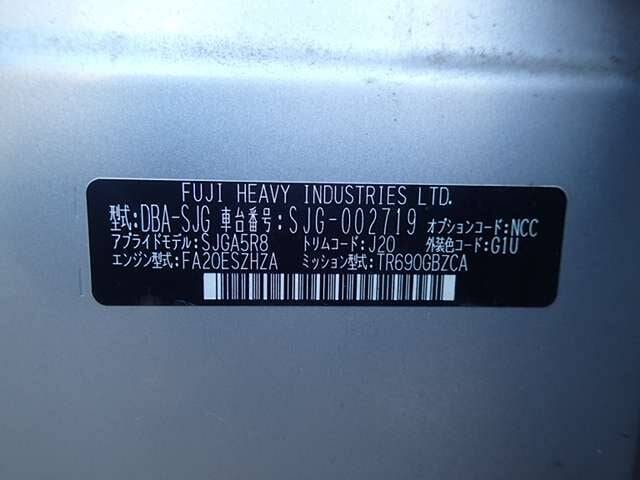 FUJI HEAVY INDUSTRIES LTD.
型式:DBA-SJG 車台番号:SJG-002719 オプションコード:NCC
アプライドモデル:SJGA5R8 トリムコード:J20 外装色コード:G1U
エンジン型式:FA20ESZHZA ミッション型式:TR690GBZCA